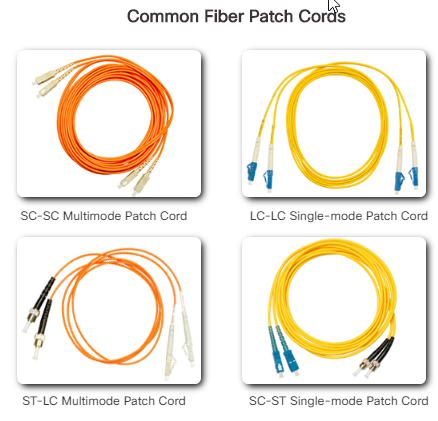 Common Fiber Patch Cords
SC-SC Multimode Patch Cord
LC-LC Single-mode Patch Cord
ST-LC Multimode Patch Cord
SC-ST Single-mode Patch Cord